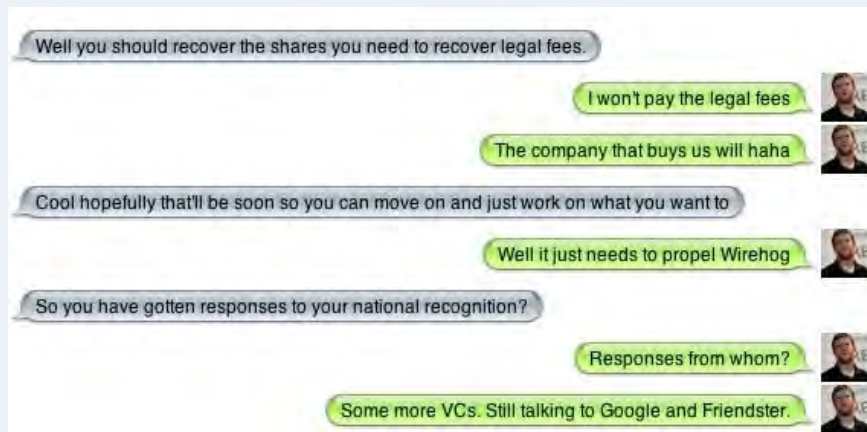 Well you should recover the shares you need to recover legal fees.
I won't pay the legal fees
The company that buys us will haha
Cool hopefully that'll be soon so you can move on and just work on what you want to
Well it just needs to propel Wirehog
So you have gotten responses to your national recognition?
Responses from whom?
Some more VCs. Still talking to Google and Friendster.